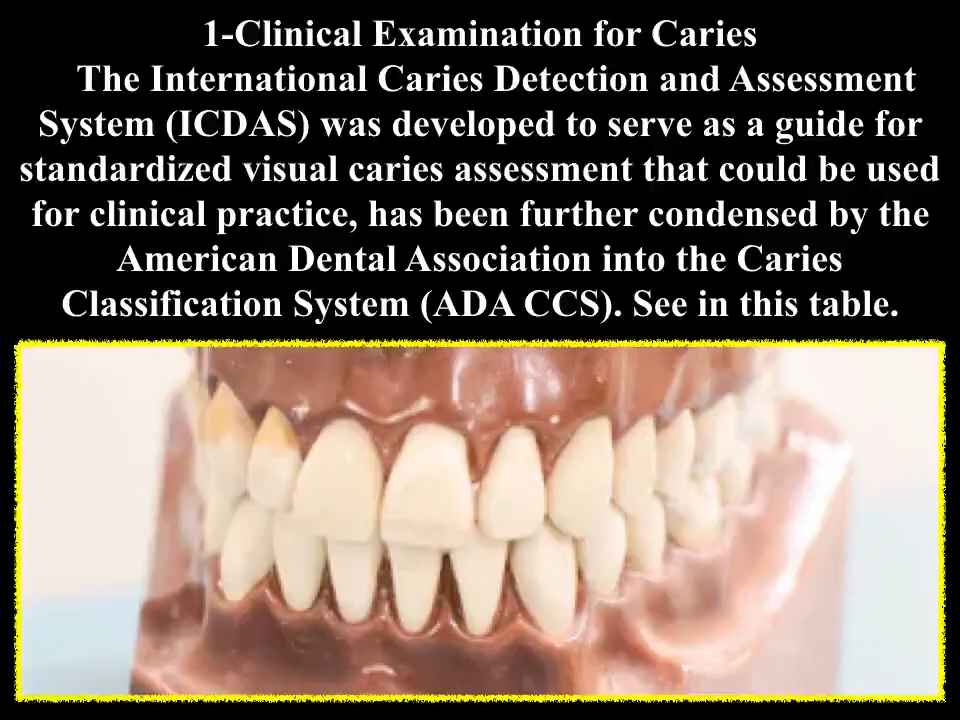 1-Clinical Examination for Caries
The International Caries Detection and Assessment
System (ICDAS) was developed to serve as a guide for
standardized visual caries assessment that could be used
for clinical practice, has been further condensed by the
American Dental Association into the Caries
Classification System (ADA CCS). See in this table.